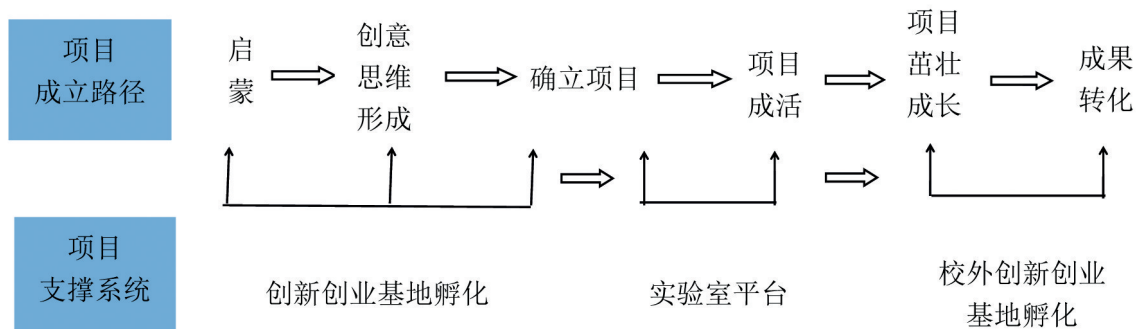 项目
成立路径
启
蒙
创意
思维
形成
确立项目
项目
成活
项目
茁壮
成长
成果
转化
项目
支撑系统
创新创业基地孵化
实验室平台
校外创新创业
基地孵化